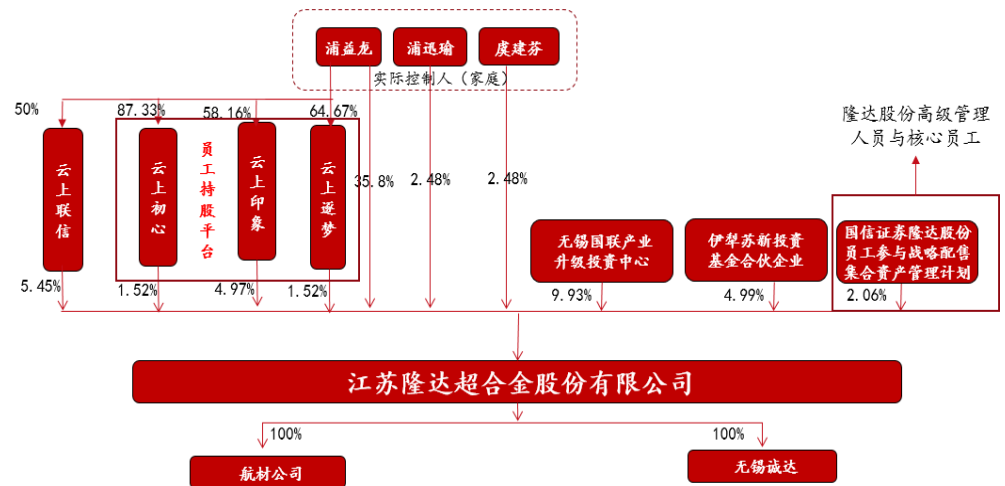 浦益龙
浦迅瑜
虞建芬
实际控制人（家庭）
50%
87.33%
58.16%
64.67%
隆达股份高级管理
人员与核心员工
云上联信
云上初心
员工持股平台
云上印象
云上逐梦
35.8%
2.48%
2.48%
无锡国联产业
升级投资中心
伊犁苏新投资
基金合伙企业
国信证券隆达股份
员工参与战略配售
集合资产管理计划
5.45%
1.52%
4.97%
1.52%
9.93%
4.99%
2.06%
江苏隆达超合金股份有限公司
100%
100%
航材公司
无锡诚达